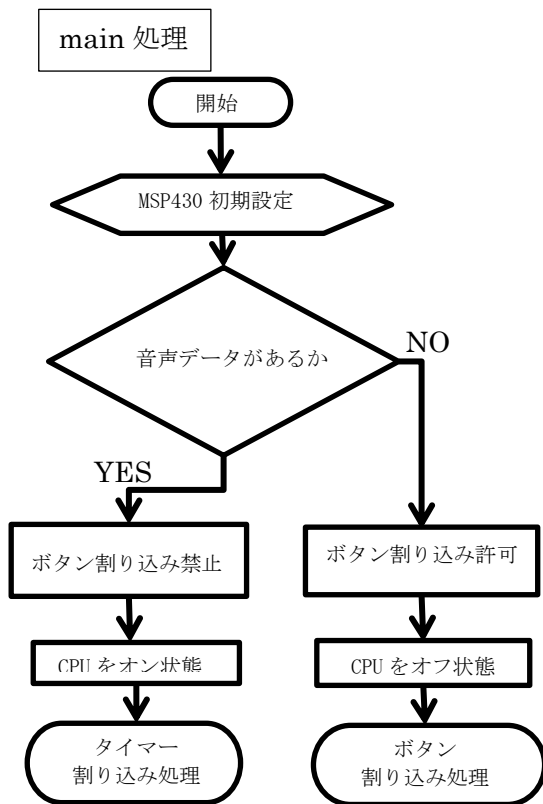 main 処理
開始
MSP430 初期設定
音声データがあるか
NO
YES
ボタン割り込み禁止
ボタン割り込み許可
CPU をオン状態
CPU をオフ状態
タイマー
割り込み処理
ボタン
割り込み処理